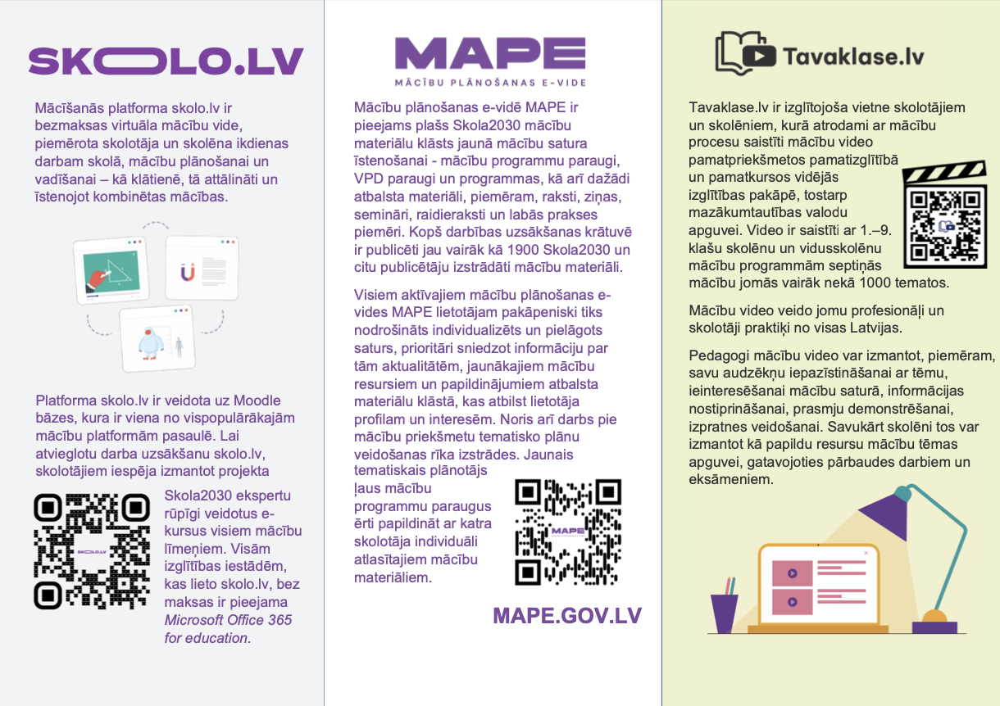 SKOLO.LV
Mācīšanās platforma skolo.lv ir
bezmaksas virtuāla mācību vide,
piemērota skolotāja un skolēna ikdienas
darbam skolā, mācību plānošanai un
vadīšanai – kā klātienē, tā attālināti un
īstenojot kombinētas mācības.
Platforma skolo.lv ir veidota uz Moodle
bāzes, kura ir viena no vispopulārākajām
mācību platformām pasaulē. Lai
atvieglotu darba uzsākšanu skolo.lv,
skolotājiem iespēja izmantot projekta
Skola2030 ekspertu
rūpīgi veidotus e-
kursus visiem mācību
līmeņiem. Visām
izglītības iestādēm,
kas lieto skolo.lv, bez
maksas ir pieejama
Microsoft Office 365
for education.
SKOLO.LV
MAPE
MĀCĪBU PLĀNOŠANAS E-VIDE
Mācību plānošanas e-vidē MAPE ir
pieejams plašs Skola2030 mācību
materiālu klāsts jaunā mācību satura
īstenošanai - mācību programmu paraugi,
VPD paraugi un programmas, kā arī dažādi
atbalsta materiāli, piemēram, raksti, ziņas,
semināri, raidieraksti un labās prakses
piemēri. Kopš darbības uzsākšanas krātuvē
ir publicēti jau vairāk kā 1900 Skola2030 un
citu publicētāju izstrādāti mācību materiāli.
Visiem aktīvajiem mācību plānošanas e-
vides MAPE lietotājam pakāpeniski tiks
nodrošināts individualizēts un pielāgots
saturs, prioritāri sniedzot informāciju par
tām aktualitātēm, jaunākajiem mācību
resursiem un papildinājumiem atbalsta
materiālu klāstā, kas atbilst lietotāja
profilam un interesēm. Noris arī darbs pie
mācību priekšmetu tematisko plānu
veidošanas rīka izstrādes. Jaunais
tematiskais plānotājs
ļaus mācību
programmu paraugus
ērti papildināt ar katra
skolotāja individuāli
atlasītajiem mācību
materiāliem.
MAPE
MAPE.GOV.LV
Tavaklase.lv
Tavaklase.lv ir izglītojoša vietne skolotājiem
un skolēniem, kurā atrodami ar mācību
procesu saistīti mācību video
pamatpriekšmetos pamatizglītībā
un pamatkursos vidējās
izglītības pakāpē, tostarp
mazākumtautības valodu
apguvei. Video ir saistīti ar 1.–9.
klašu skolēnu un vidusskolēnu
mācību programmām septiņās
mācību jomās vairāk nekā 1000 tematos.
Mācību video veido jomu profesionāļi un
skolotāji praktiķi no visas Latvijas.
Pedagogi mācību video var izmantot, piemēram,
savu audzēkņu iepazīstināšanai ar tēmu,
ieinteresēšanai mācību saturā, informācijas
nostiprināšanai, prasmju demonstrēšanai,
izpratnes veidošanai. Savukārt skolēni tos var
izmantot kā papildu resursu mācību tēmas
apguvei, gatavojoties pārbaudes darbiem un
eksāmeniem.